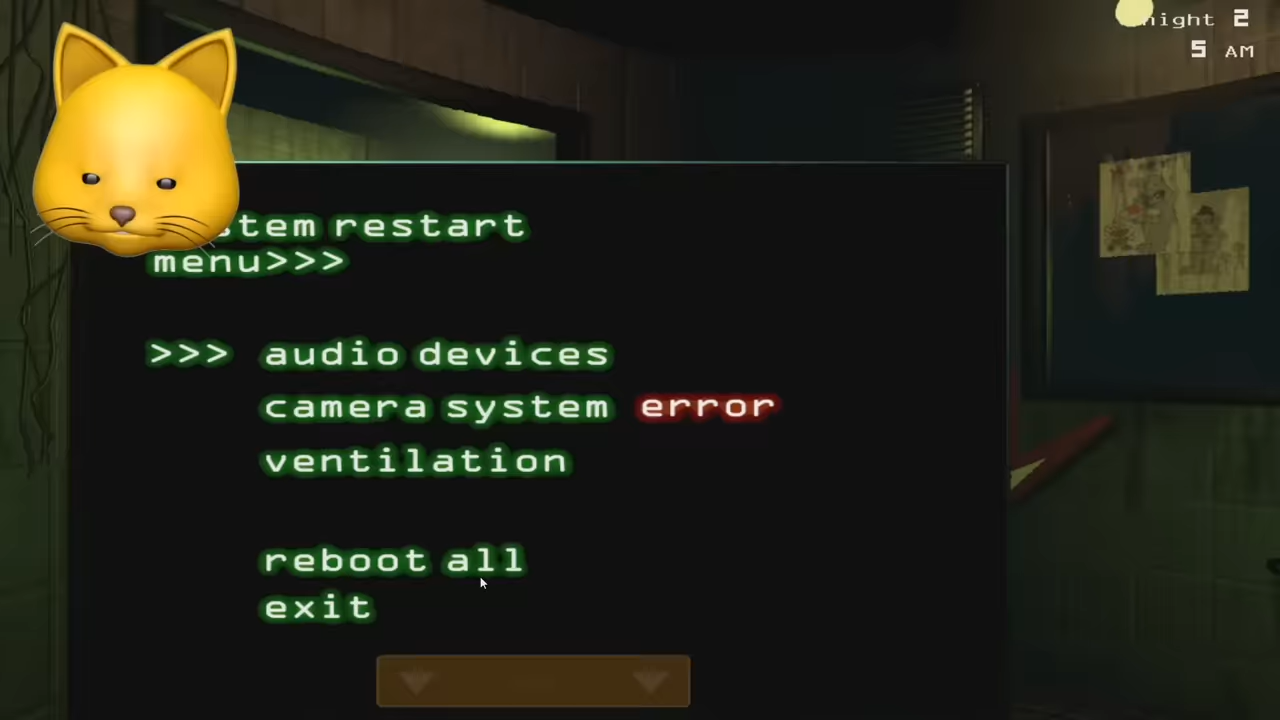 night 2
5 AM
stem restart
menu>>>
>>> audio devices
camera system error
ventilation
reboot all
exit